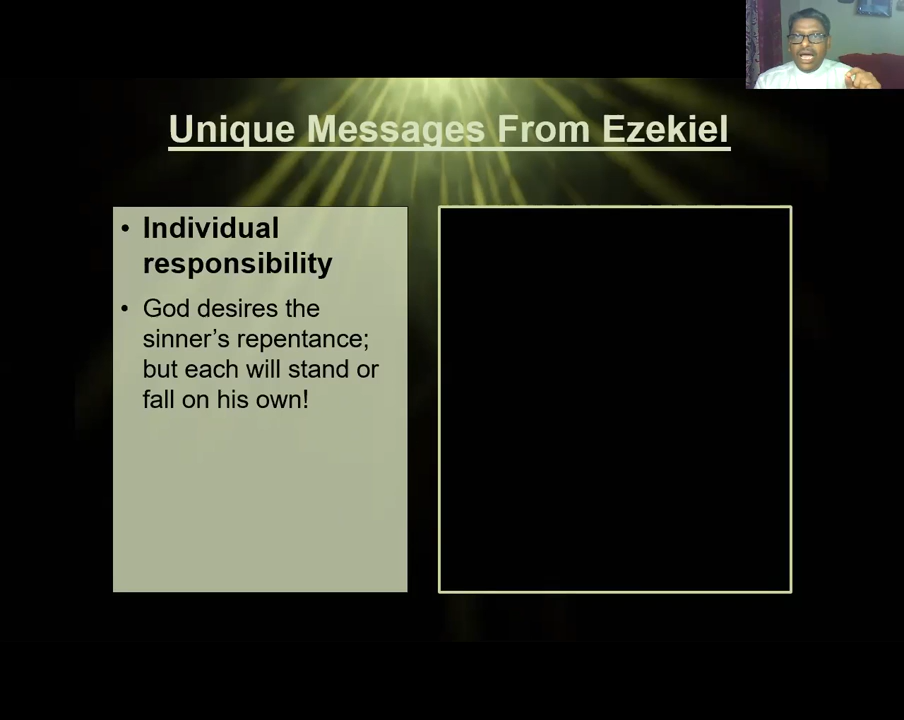 Unique Messages From Ezekiel
• Individual
responsibility
• God desires the
sinner’s repentance;
but each will stand or
fall on his own!